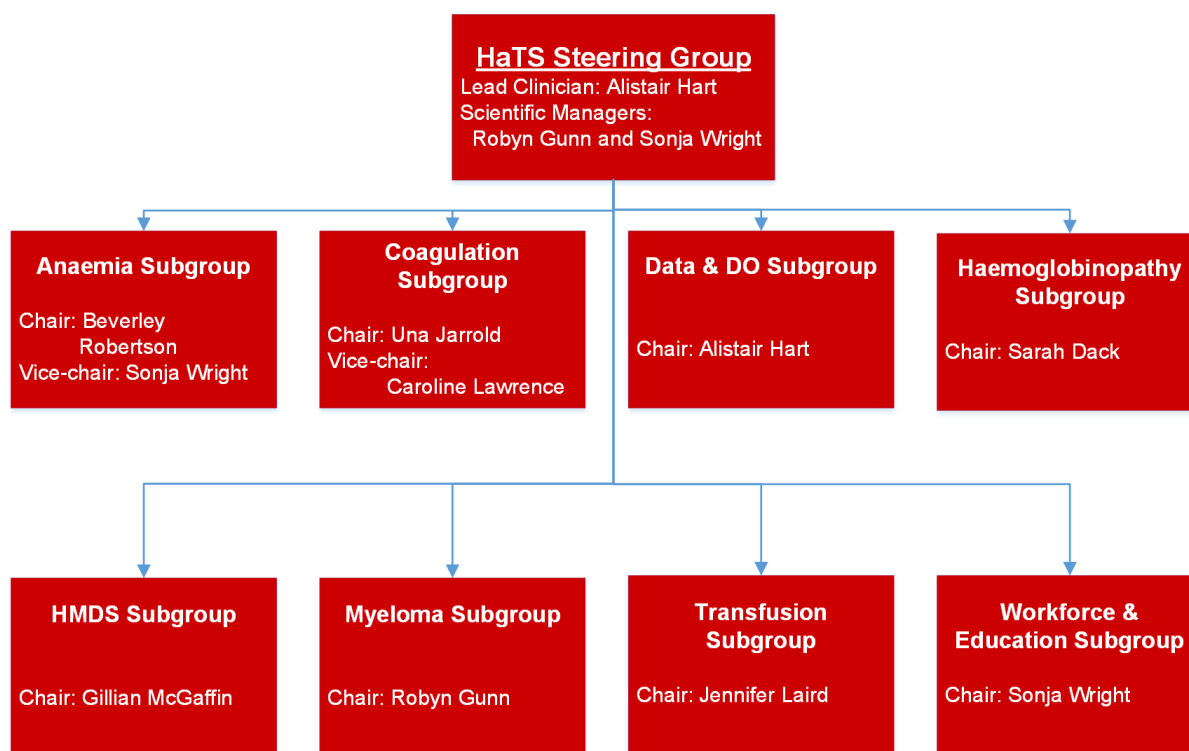 HaTS Steering Group
Lead Clinician: Alistair Hart
Scientific Managers:
Robyn Gunn and Sonja Wright
Anaemia Subgroup
Chair: Beverley
Robertson
Vice-chair: Sonja Wright
Coagulation
Subgroup
Chair: Una Jarrold
Vice-chair:
Caroline Lawrence
Data & DO Subgroup
Chair: Alistair Hart
Haemoglobinopathy
Subgroup
Chair: Sarah Dack
HMDS Subgroup
Chair: Gillian McGaffin
Myeloma Subgroup
Chair: Robyn Gunn
Transfusion
Subgroup
Chair: Jennifer Laird
Workforce &
Education Subgroup
Chair: Sonja Wright